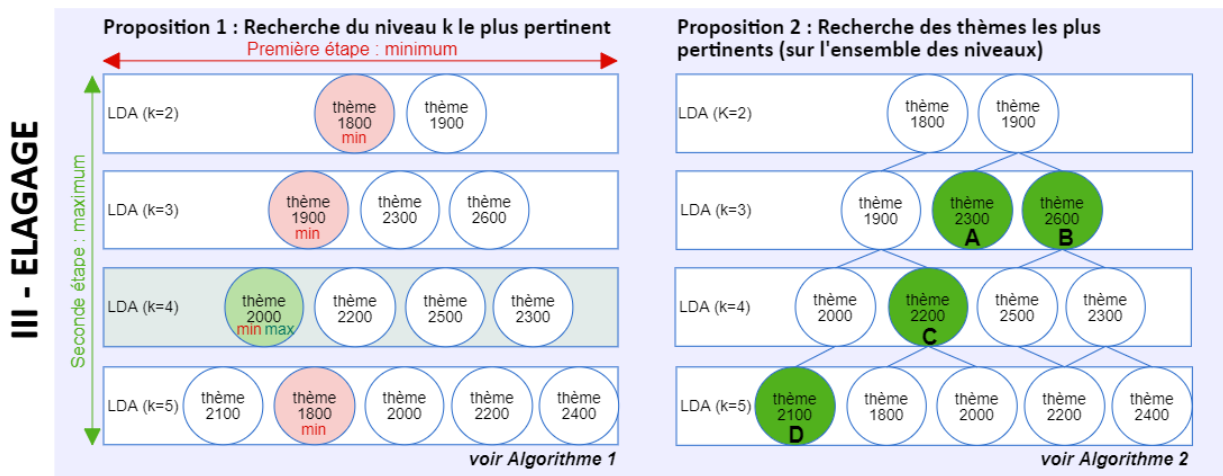 III - ELAGAGE
Proposition 1 : Recherche du niveau k le plus pertinent
Première étape : minimum
Seconde étape : maximum
LDA (k=2)
thème
1800
min
thème
1900
LDA (k=3)
thème
1900
min
thème
2300
thème
2600
LDA (k=4)
thème
2000
min max
thème
2200
thème
2500
thème
2300
LDA (k=5)
thème
2100
thème
1800
min
thème
2000
thème
2200
thème
2400
voir Algorithme 1
Proposition 2 : Recherche des thèmes les plus
pertinents (sur l'ensemble des niveaux)
LDA (K=2)
thème
1800
thème
1900
LDA (k=3)
thème
1900
thème
2300
A
thème
2600
B
LDA (k=4)
thème
2000
thème
2200
C
thème
2500
thème
2300
LDA (k=5)
thème
2100
D
thème
1800
thème
2000
thème
2200
thème
2400
voir Algorithme 2